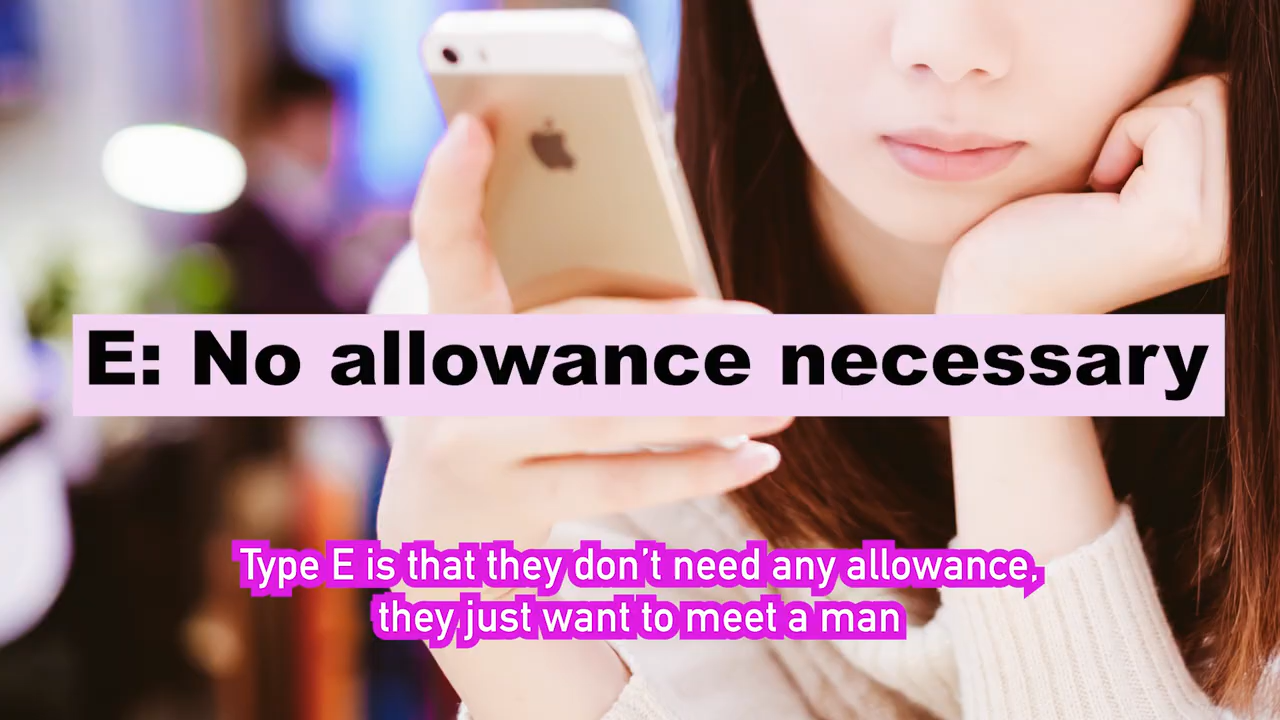 E: No allowance necessary
Type E is that they don't need any allowance,
they just want to meet a man